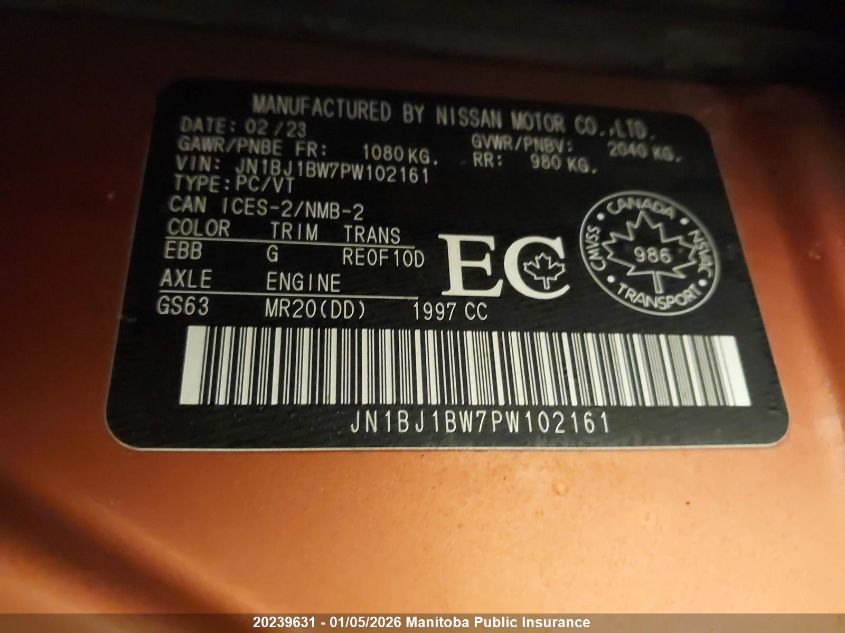 MANUFACTURED BY NISSAN MOTOR CO.,LTD.
DATE: 02/23
GVWR/PNBV: 2040 KG.
GAWR/PNBE FR: 1080 KG. RR: 980 KG.
VIN: JN1BJ1BW7PW102161
TYPE: PC/VT
CAN ICES-2/NMB-2
COLOR TRIM TRANS
EBB G RE0F10D
AXLE ENGINE
GS63 MR20(DD) 1997 CC
EC
CANADA
CMVSS 986 NSVAC
TRANSPORT
JN1BJ1BW7PW102161
20239631 - 01/05/2026 Manitoba Public Insurance